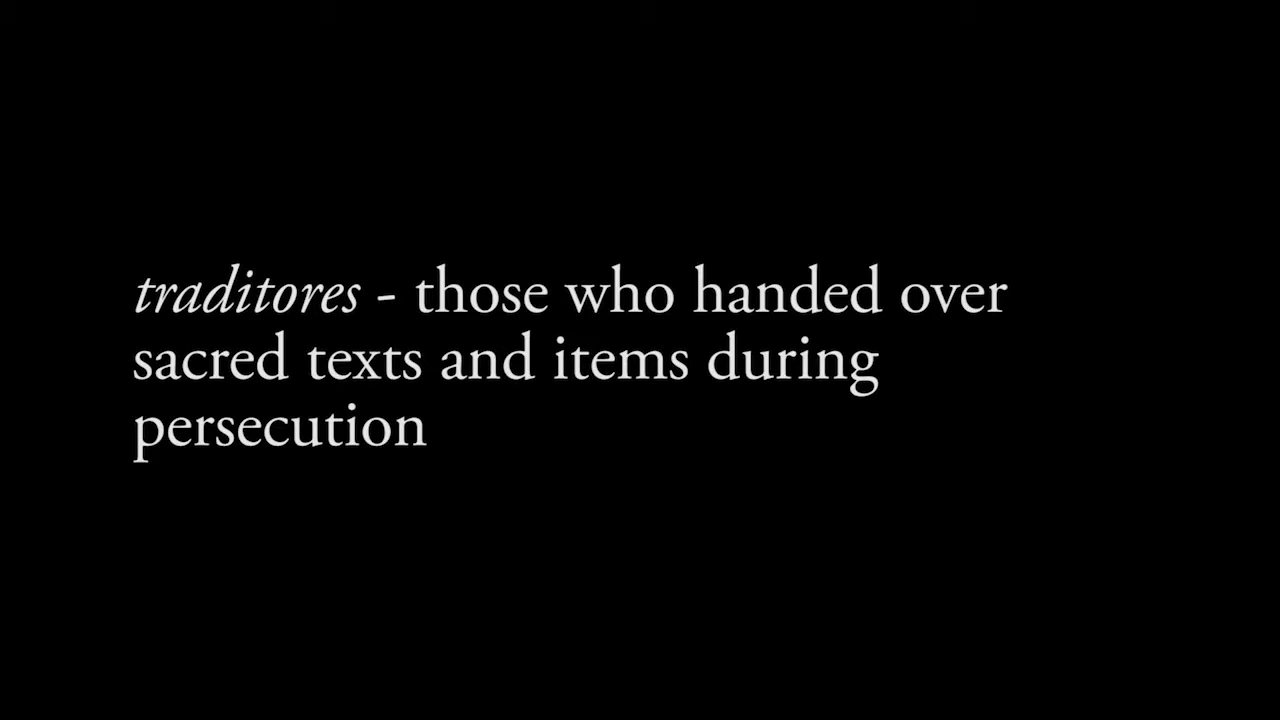 traditores - those who handed over
sacred texts and items during
persecution